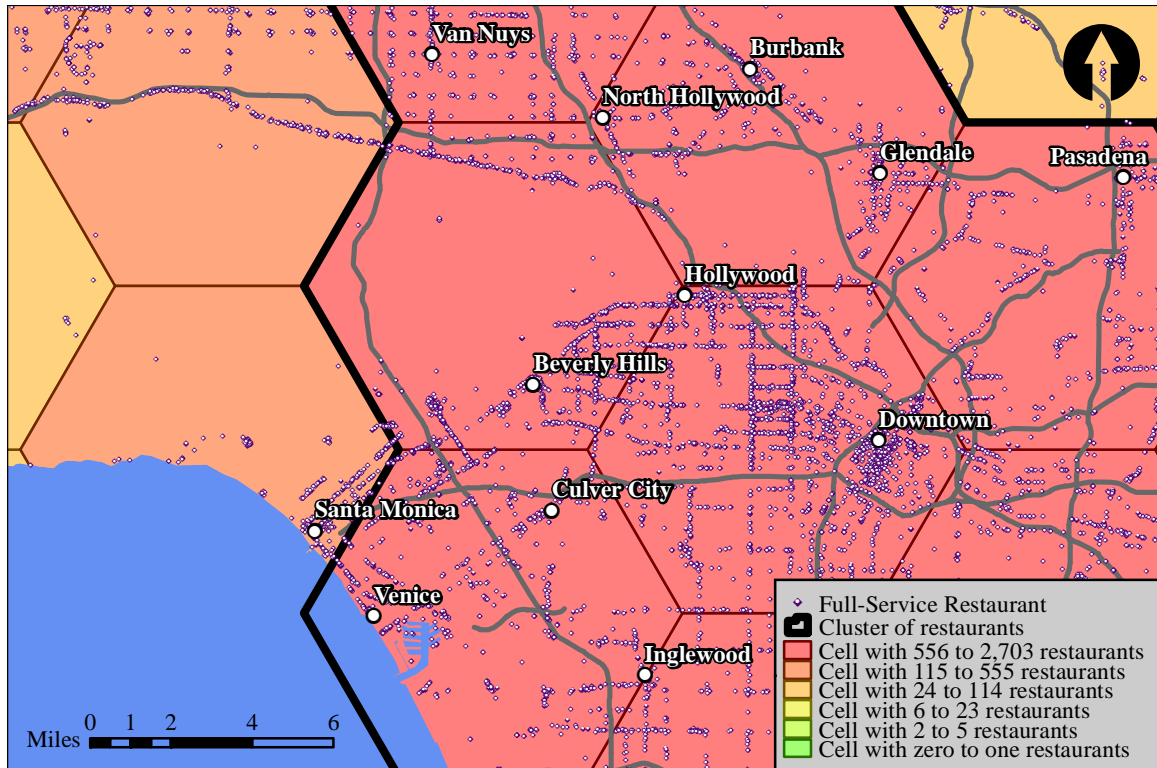 Van Nuys
Burbank
North Hollywood
Glendale
Pasadena
Hollywood
Beverly Hills
Downtown
Culver City
Santa Monica
Venice
Inglewood
Full-Service Restaurant
Cluster of restaurants
Cell with 556 to 2,703 restaurants
Cell with 115 to 555 restaurants
Cell with 24 to 114 restaurants
Cell with 6 to 23 restaurants
Cell with 2 to 5 restaurants
Cell with zero to one restaurants
0 1 2 4 6
Miles